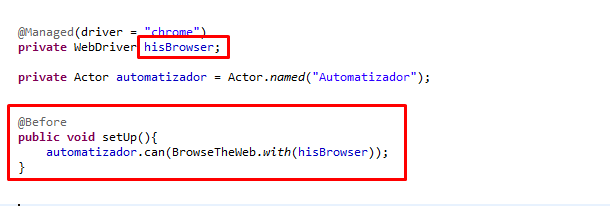 @Managed(driver = "chrome")
private WebDriver hisBrowser;
private Actor automatizador = Actor.named("Automatizador");
@Before
public void setUp(){
automatizador.can(BrowseTheWeb.with(hisBrowser));
}